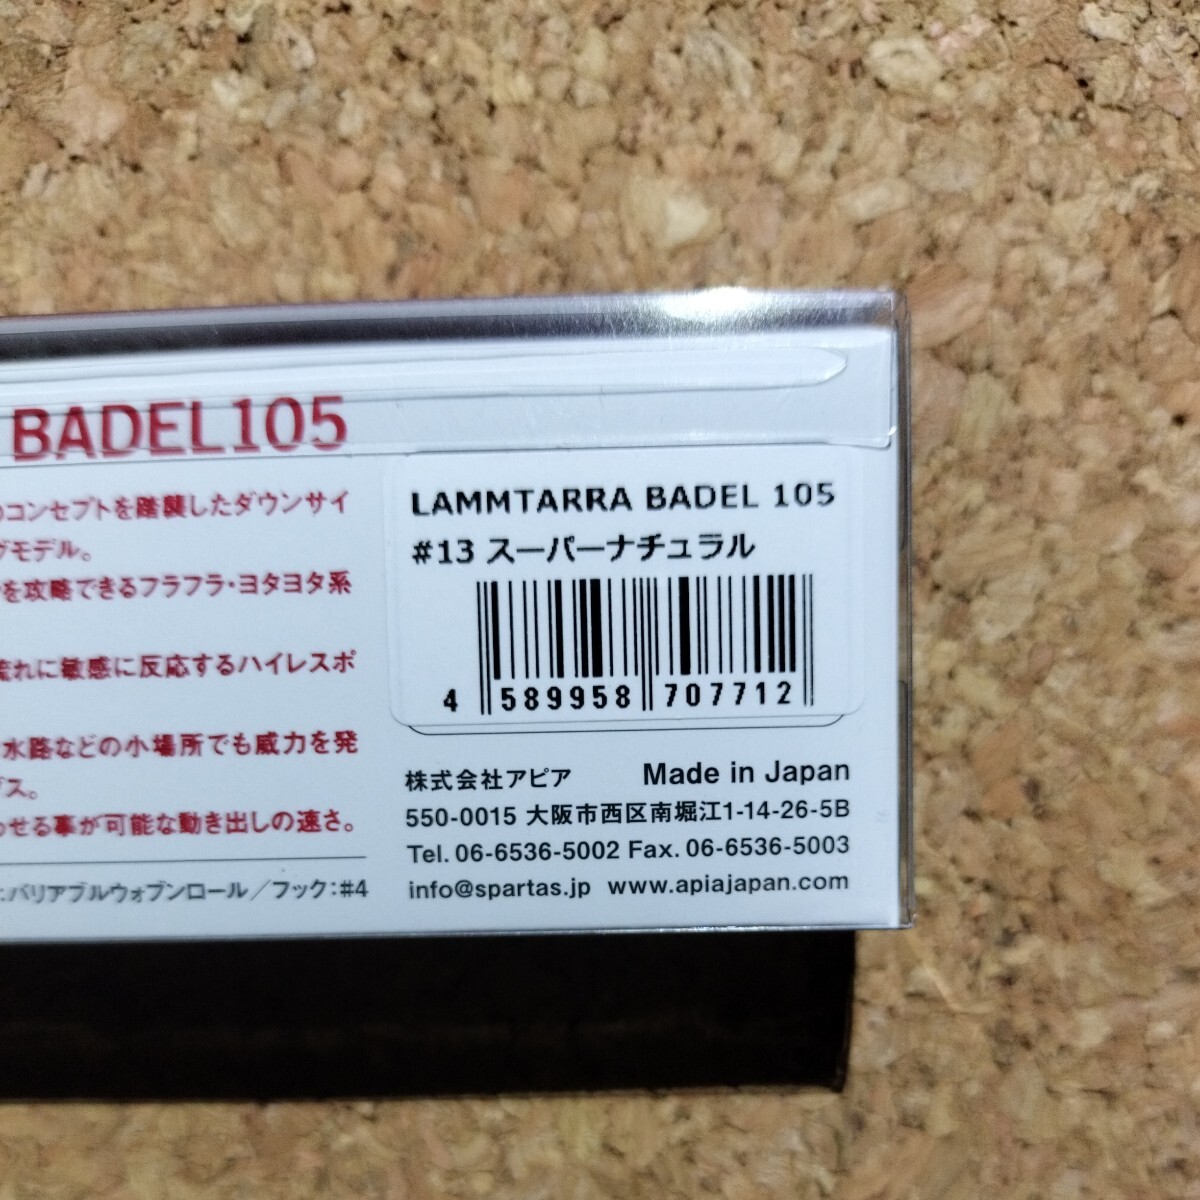 BADEL105
コンセプトを踏襲したダウンサイ
グモデル。
を攻略できるフラフラ・ヨタヨタ系
流れに敏感に反応するハイレスポ
水路などの小場所でも威力を発
ズ。
わせる事が可能な動き出しの速さ。
:バリアブルウォブンロール／フック:#4
LAMMTARRA BADEL 105
#13 スーパーナチュラル
4 589958 707712
株式会社アピア Made in Japan
550-0015 大阪市西区南堀江1-14-26-5B
Tel. 06-6536-5002 Fax. 06-6536-5003
info@spartas.jp www.apiajapan.com